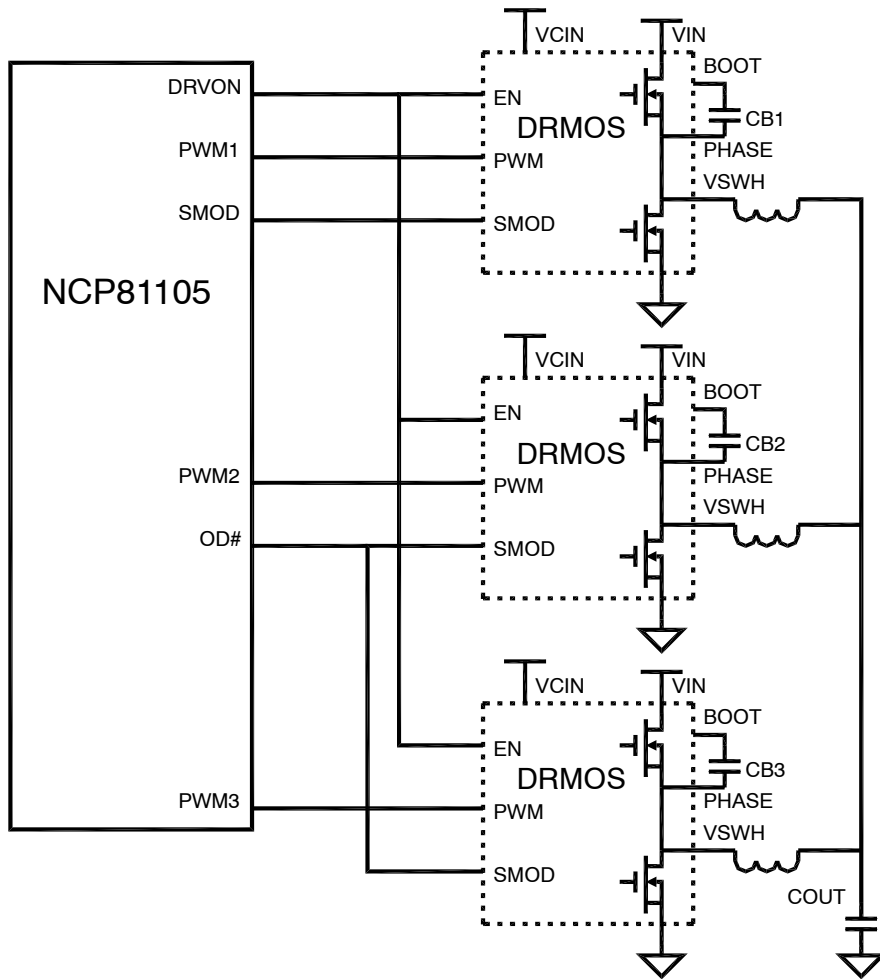 VCIN
VIN
DRVON
EN
BOOT
DRMOS
CB1
PWM1
PWM
PHASE
VSWH
SMOD
SMOD
NCP81105
VCIN
VIN
EN
BOOT
DRMOS
CB2
PWM2
PWM
PHASE
VSWH
OD#
SMOD
VCIN
VIN
EN
BOOT
DRMOS
CB3
PWM3
PWM
PHASE
VSWH
SMOD
COUT